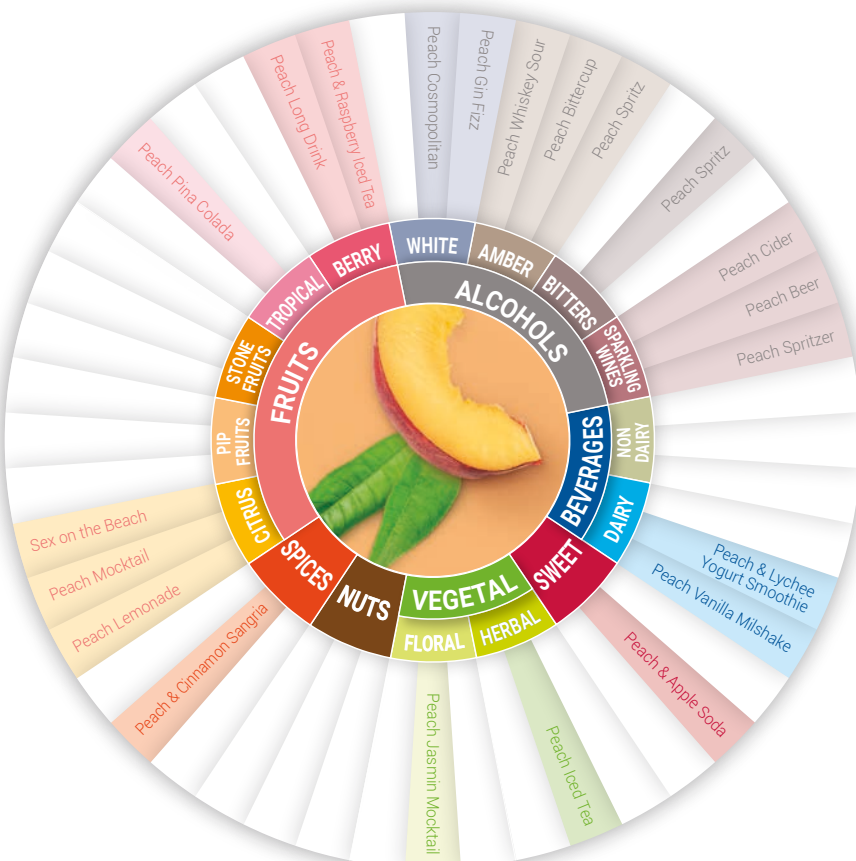 ALCOHOLS
WHITE
Peach Cosmopolitan
Peach Gin Fizz
AMBER
Peach Whiskey Sour
Peach Bittercup
Peach Spritz
BITTERS
Peach Spritz
SPARKLING
WINES
Peach Cider
Peach Beer
Peach Spritzer
BEVERAGES
NON
DAIRY
DAIRY
Peach & Lychee
Yogurt Smoothie
Peach Vanilla Milshake
SWEET
Peach & Apple Soda
VEGETAL
HERBAL
Peach Iced Tea
FLORAL
Peach Jasmin Mocktail
NUTS
SPICES
Peach & Cinnamon Sangria
FRUITS
CITRUS
Peach Lemonade
Peach Mocktail
Sex on the Beach
PIP
FRUITS
STONE
FRUITS
TROPICAL
Peach Pina Colada
BERRY
Peach Long Drink
Peach & Raspberry Iced Tea